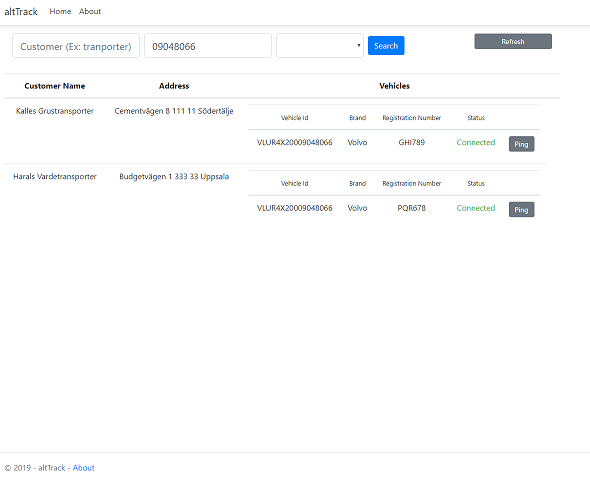 altTrack Home About
Customer (Ex: tranporter) 09048066 Search Refresh
Customer Name Address Vehicles
Kalles Grustransporter Cementvägen 8 111 11 Södertälje
Vehicle Id Brand Registration Number Status
VLUR4X20009048066 Volvo GHI789 Connected Ping
Harals Vardetransporter Budgetvägen 1 333 33 Uppsala
Vehicle Id Brand Registration Number Status
VLUR4X20009048066 Volvo PQR678 Connected Ping
© 2019 - altTrack - About